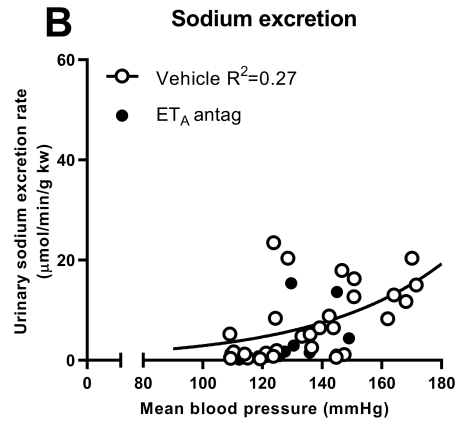 B
Sodium excretion
Vehicle R²=0.27
ET_A antag
Urinary sodium excretion rate
(μmol/min/g kw)
60
40
20
0
0 80 100 120 140 160 180
Mean blood pressure (mmHg)